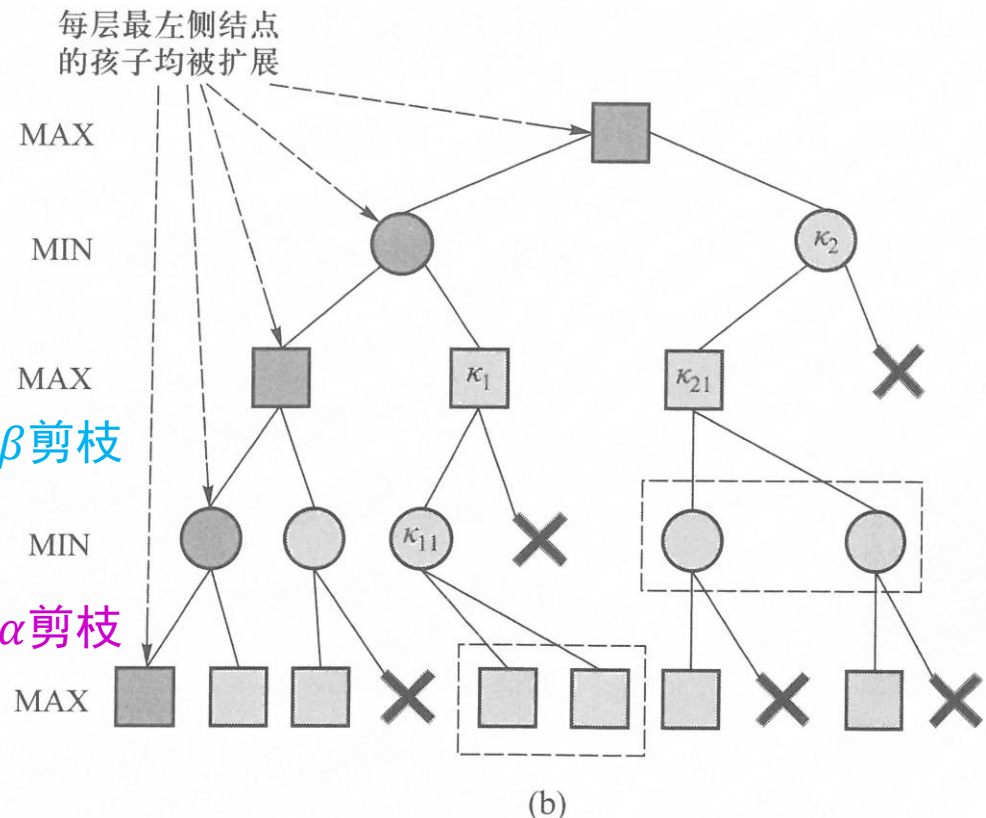 每层最左侧结点
的孩子均被扩展
MAX
MIN
κ₂
MAX
κ₁
κ₂₁
β剪枝
MIN
κ₁₁
α剪枝
MAX
(b)